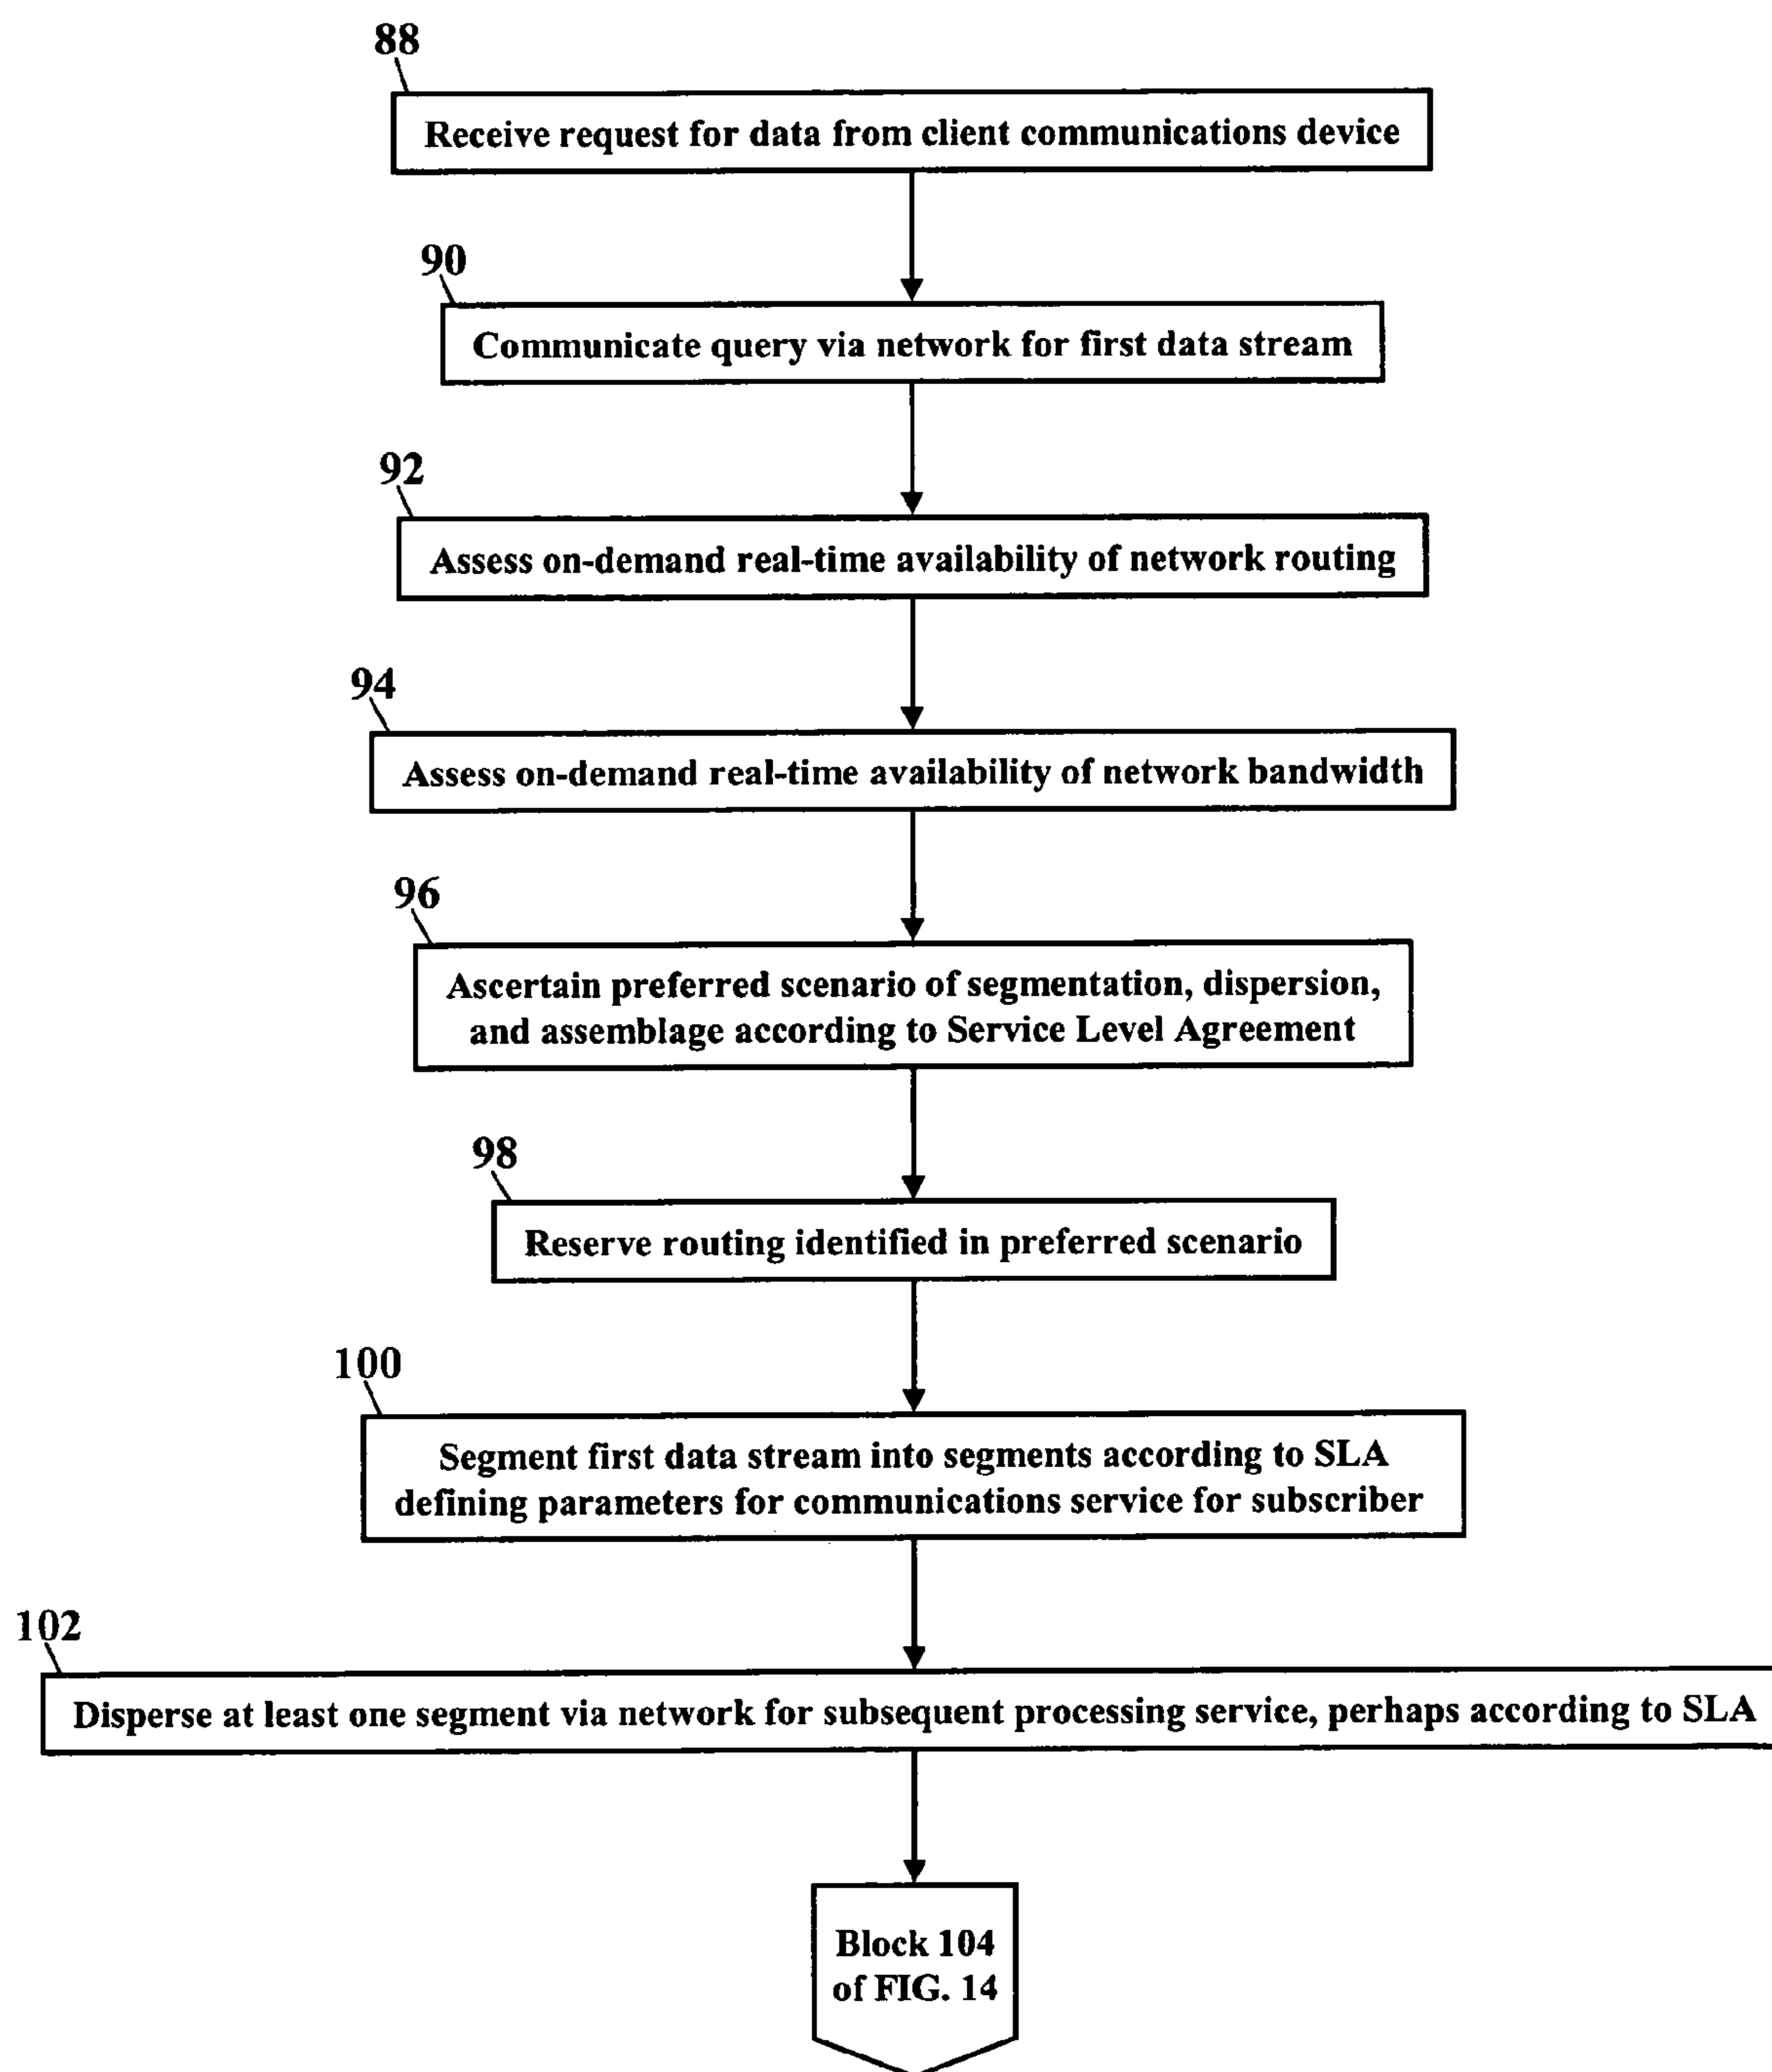 88
Receive request for data from client communications device
90
Communicate query via network for first data stream
92
Assess on-demand real-time availability of network routing
94
Assess on-demand real-time availability of network bandwidth
96
Ascertain preferred scenario of segmentation, dispersion,
and assemblage according to Service Level Agreement
98
Reserve routing identified in preferred scenario
100
Segment first data stream into segments according to SLA
defining parameters for communications service for subscriber
102
Disperse at least one segment via network for subsequent processing service, perhaps according to SLA
Block 104
of FIG. 14